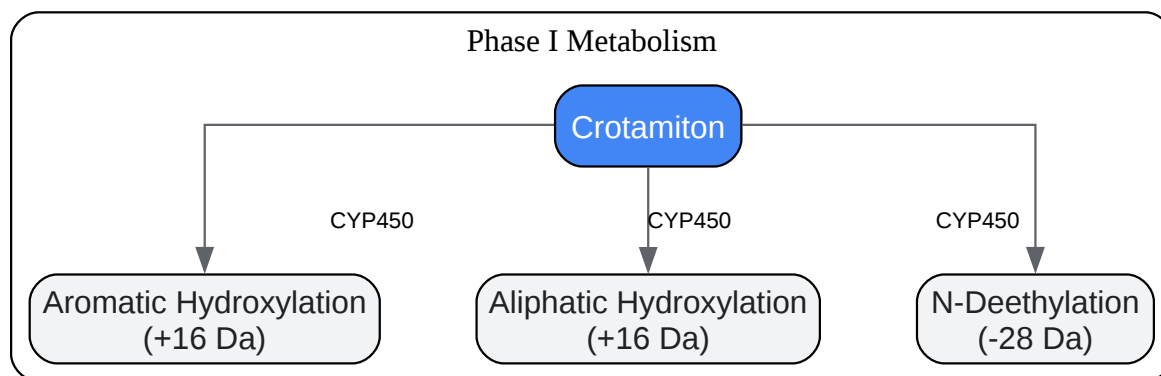 Phase I Metabolism
Crotamiton
CYP450
CYP450
CYP450
Aromatic Hydroxylation
(+16 Da)
Aliphatic Hydroxylation
(+16 Da)
N-Deethylation
(-28 Da)